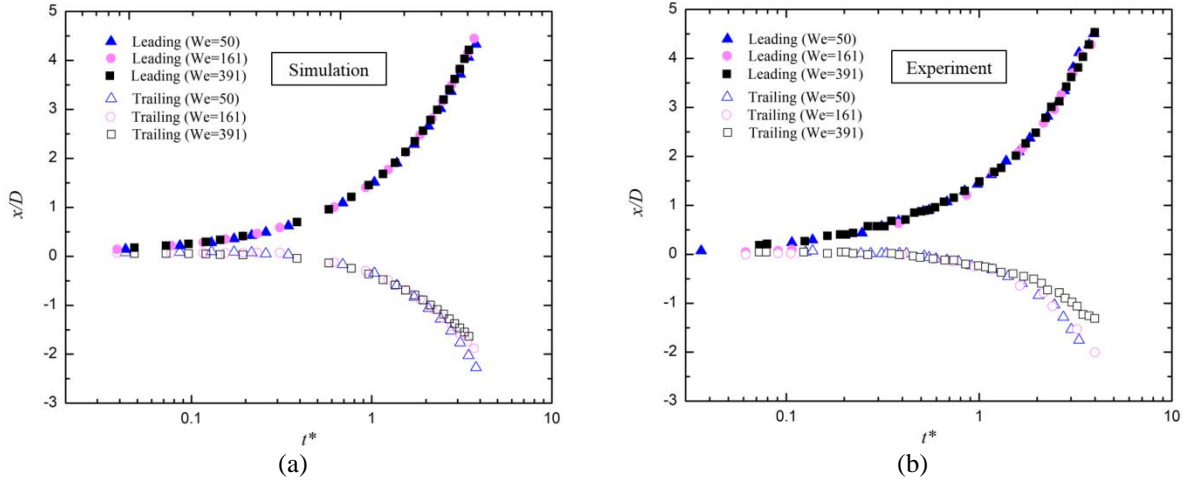 5
4
3
2
1
0
-1
-2
-3
x/D
Leading (We=50)
Leading (We=161)
Leading (We=391)
Trailing (We=50)
Trailing (We=161)
Trailing (We=391)
Simulation
0.1
1
10
t*
(a)
5
4
3
2
1
0
-1
-2
-3
x/D
Leading (We=50)
Leading (We=161)
Leading (We=391)
Trailing (We=50)
Trailing (We=161)
Trailing (We=391)
Experiment
0.1
1
10
t*
(b)